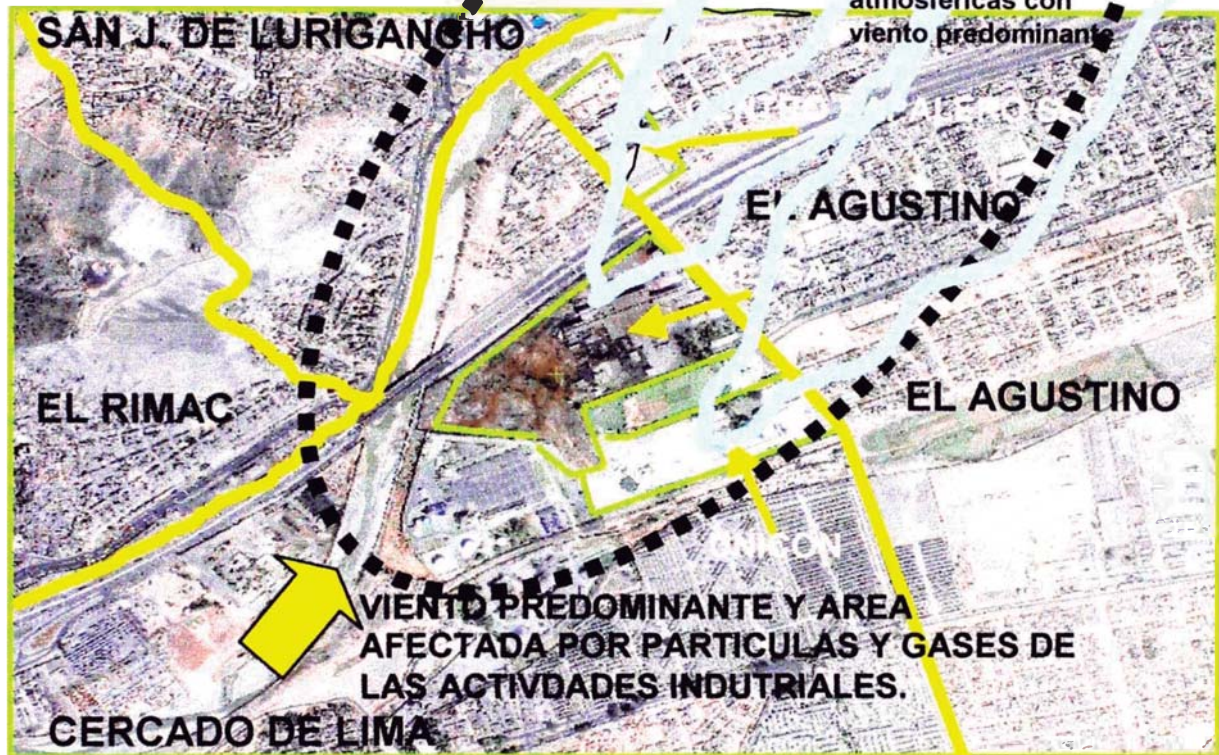 atmosféricas con
viento predominante
SAN J. DE LURIGANCHO
EL AGUSTINO
EL RIMAC
EL AGUSTINO
UNICON
VIENTO PREDOMINANTE Y AREA
AFECTADA POR PARTICULAS Y GASES DE
LAS ACTIVDADES INDUTRIALES.
CERCADO DE LIMA